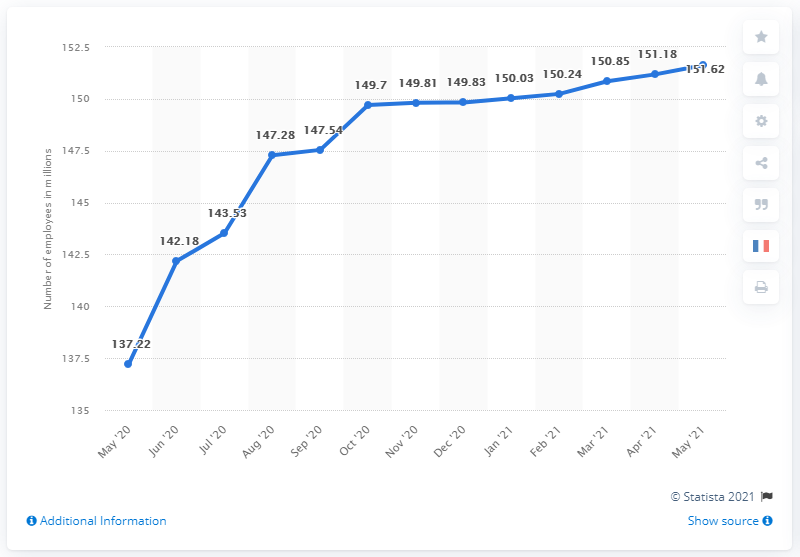 152.5
150
147.5
145
142.5
140
137.5
135
Number of employees in millions
137.22
142.18
143.53
147.28
147.54
149.7
149.81
149.83
150.03
150.24
150.85
151.18
151.62
May '20
Jun '20
Jul '20
Aug '20
Sep '20
Oct '20
Nov '20
Dec '20
Jan '21
Feb '21
Mar '21
Apr '21
May '21
© Statista 2021
Additional Information
Show source